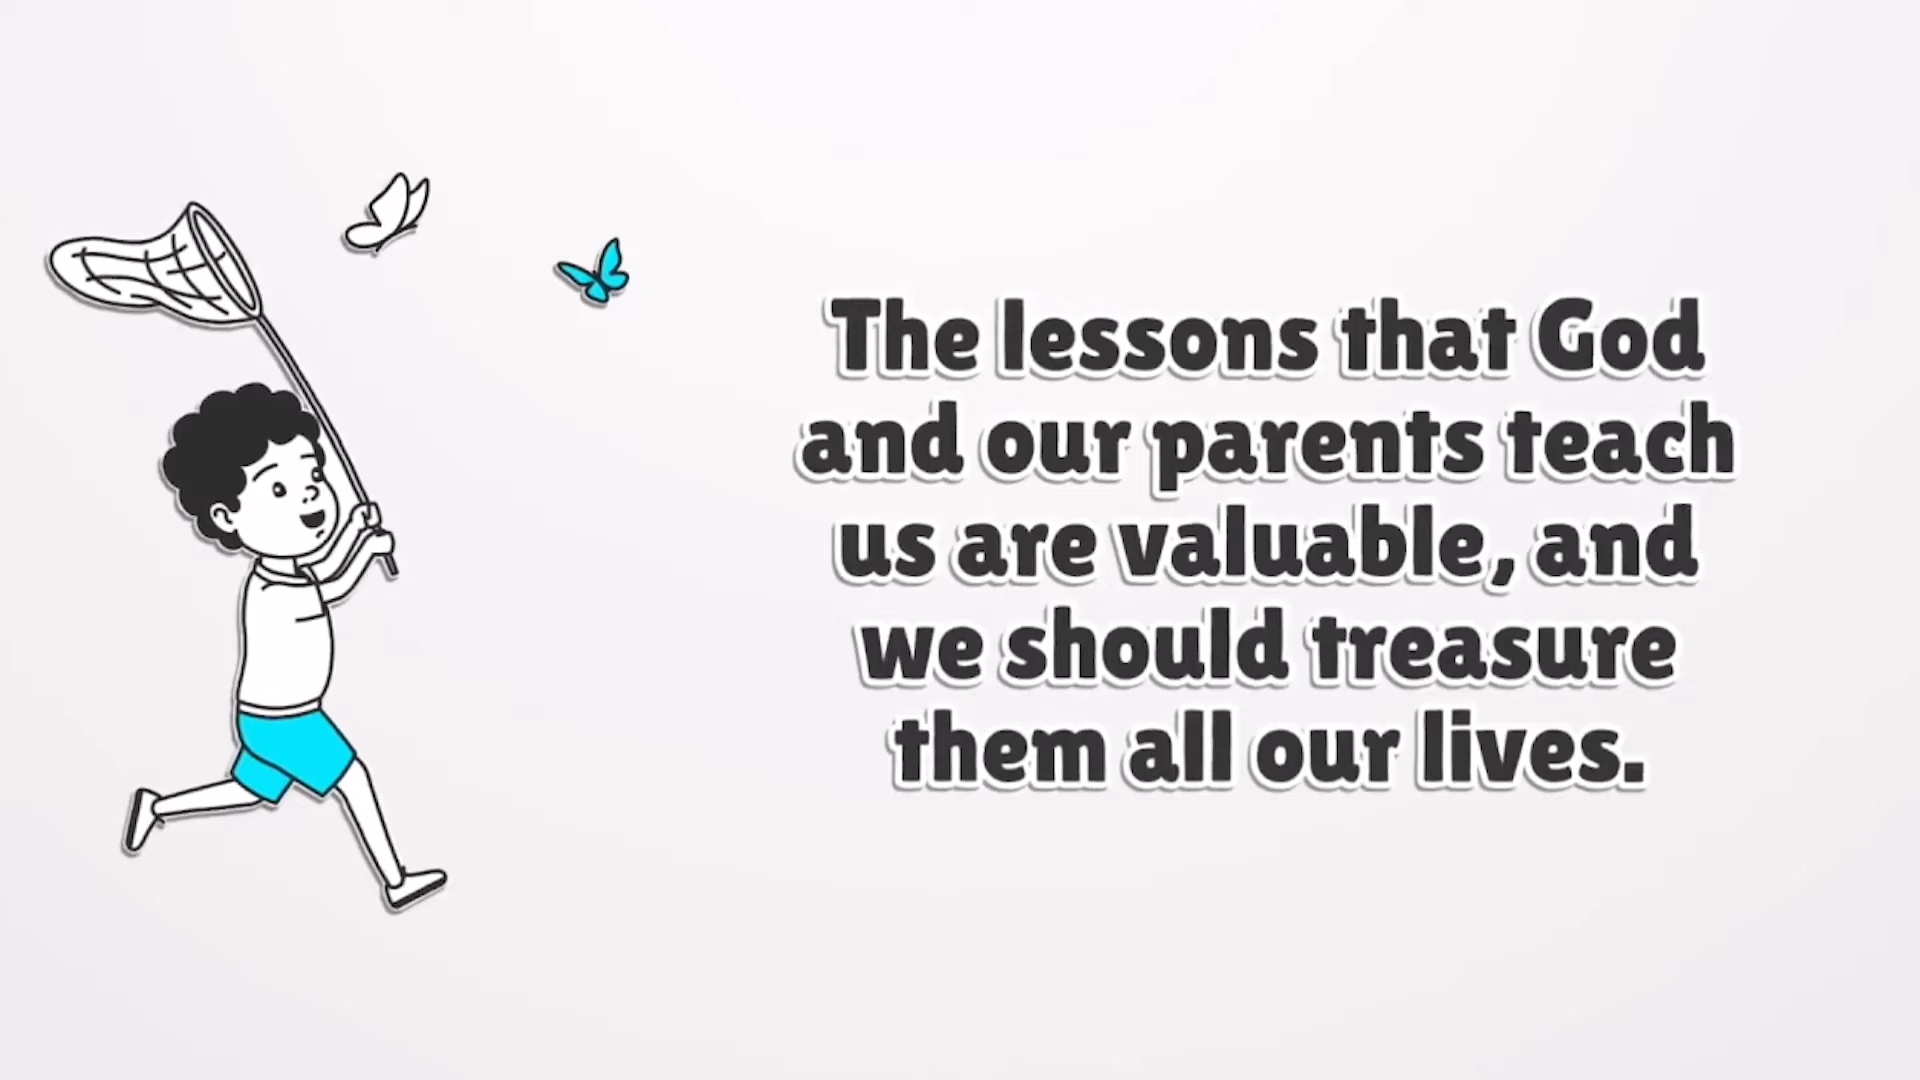 The lessons that God
and our parents teach
us are valuable, and
we should treasure
them all our lives.